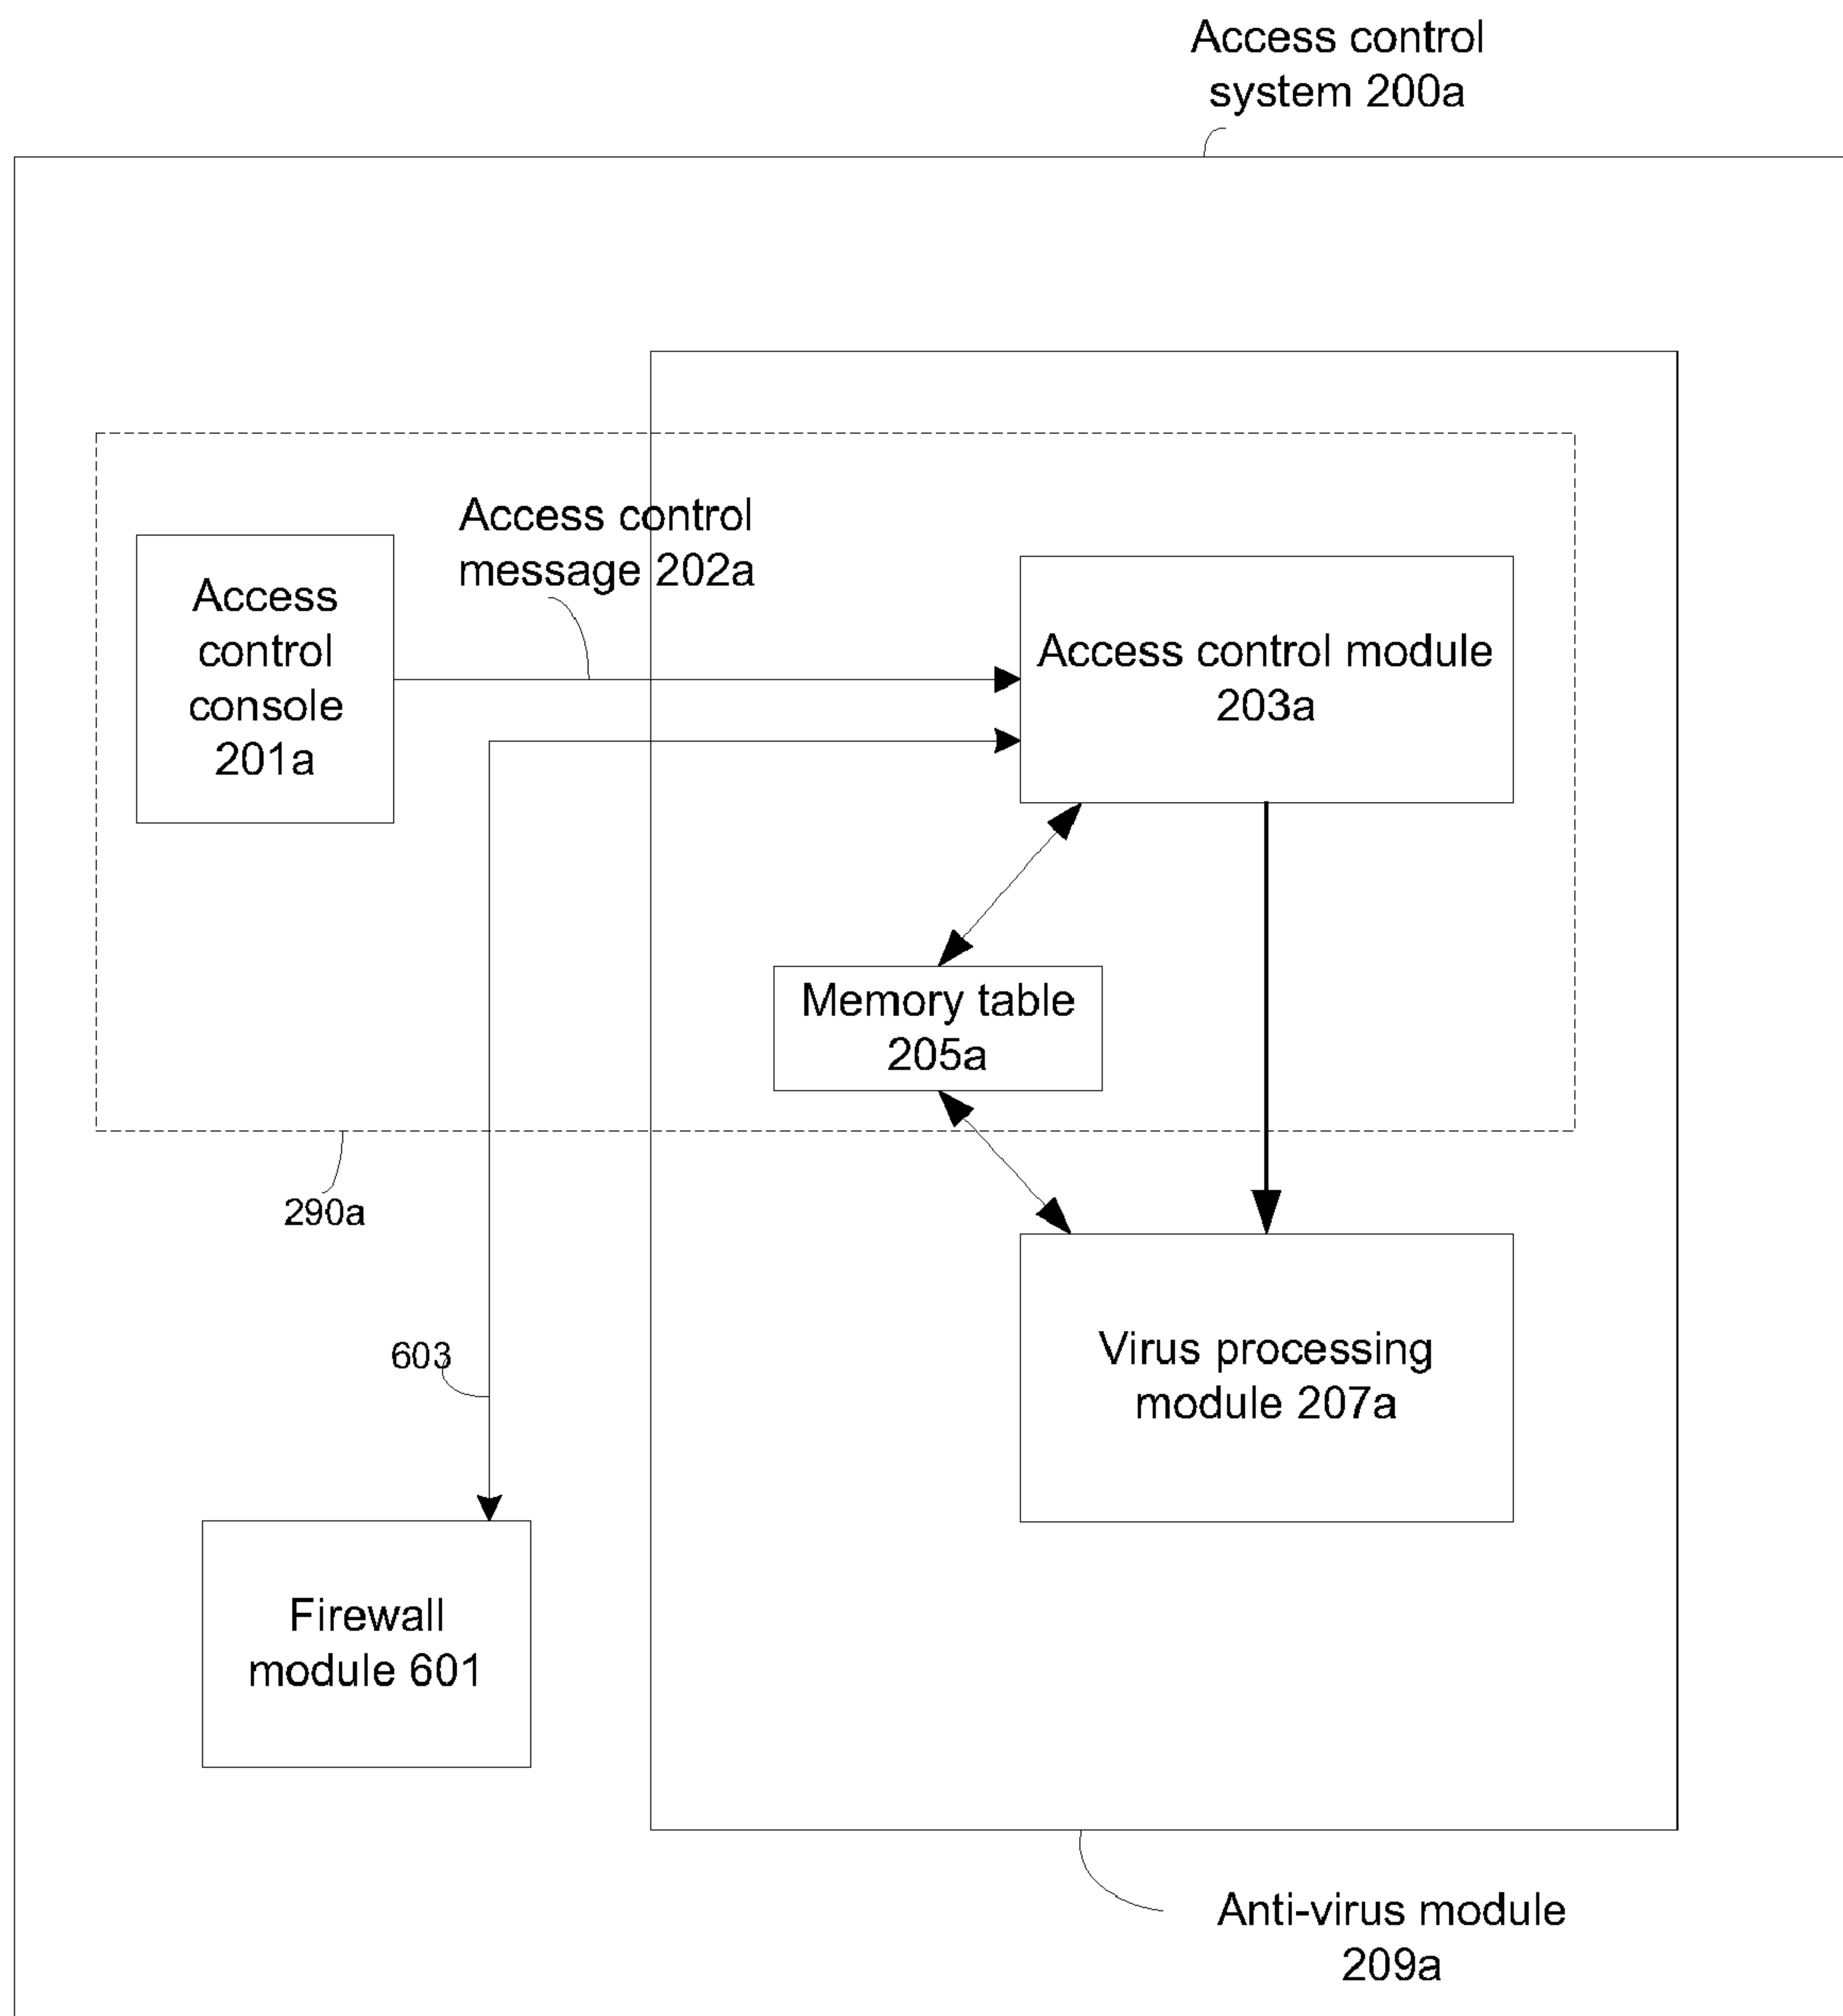 Access control
system 200a
Access control
message 202a
Access
control
console
201a
Access control module
203a
Memory table
205a
290a
603
Virus processing
module 207a
Firewall
module 601
Anti-virus module
209a